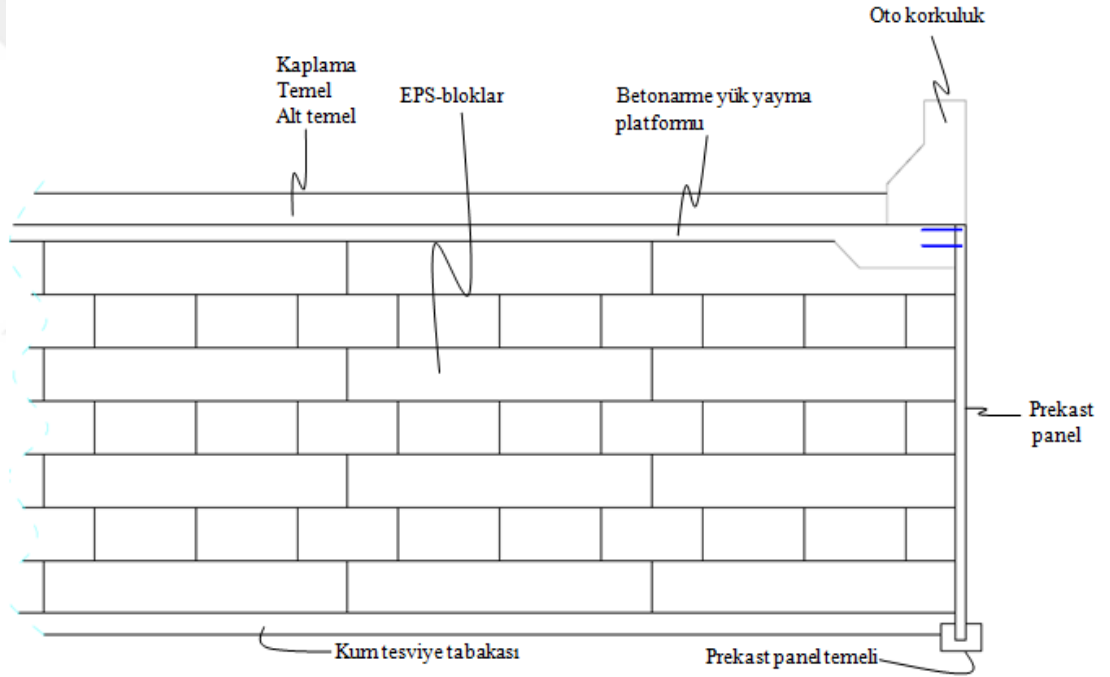 Oto korkuluk
Kaplama
Temel
Alt temel
EPS-bloklar
Betonarme yük yayma
platformu
Prekast
panel
Kum tesviye tabakası
Prekast panel temeli